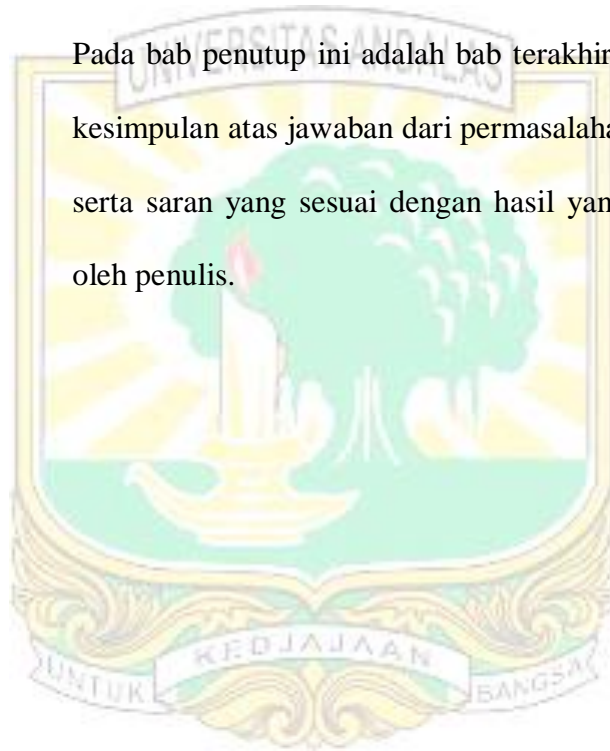 UNIVERSITAS ANDALAS
Pada bab penutup ini adalah bab terakhir
kesimpulan atas jawaban dari permasalaha
serta saran yang sesuai dengan hasil yan
oleh penulis.
KEDJAJAAN
UNTUK BANGSA